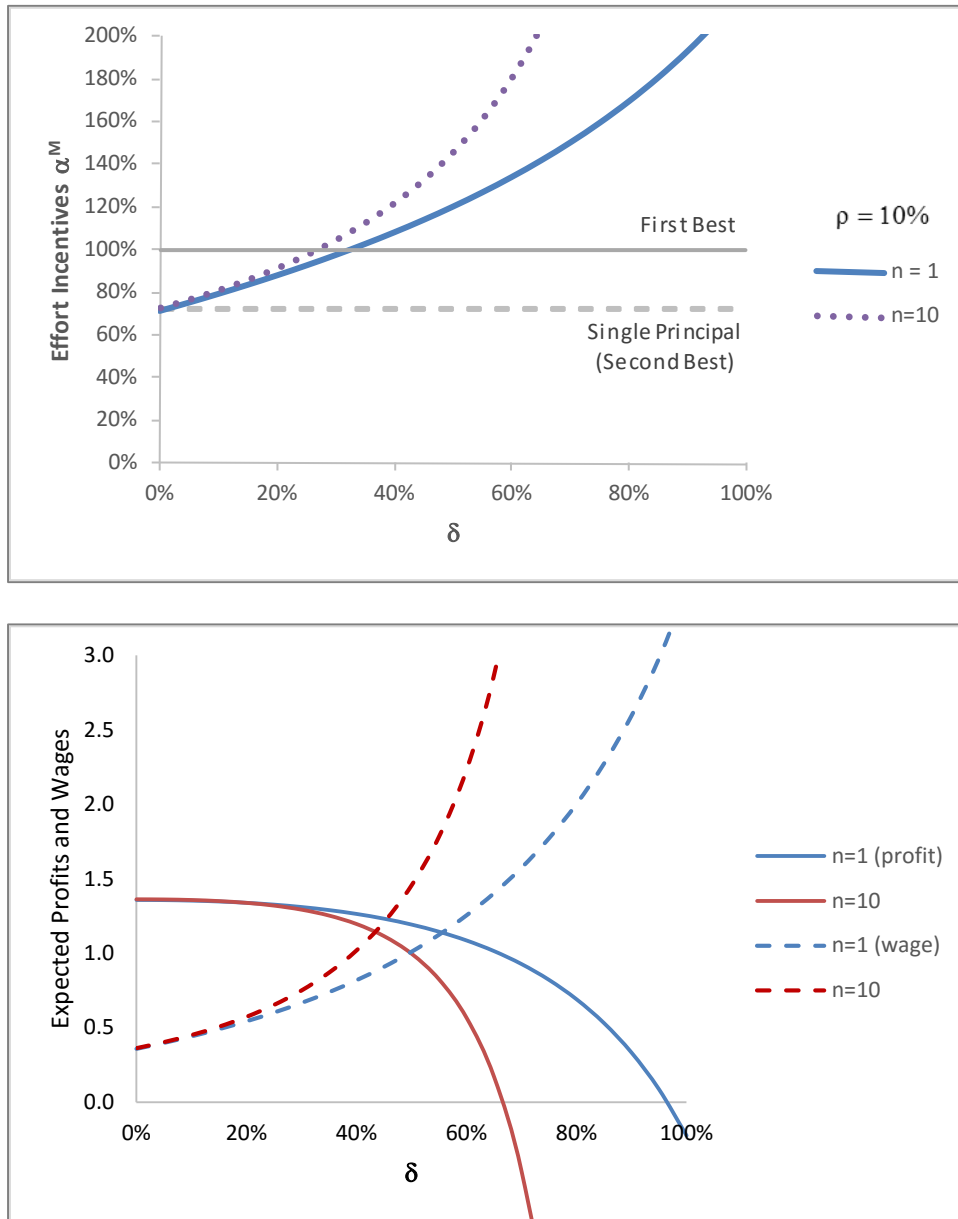 200%
180%
160%
140%
120%
100%
80%
60%
40%
20%
0%
Effort Incentives αᴹ
First Best
Single Principal
(Second Best)
ρ = 10%
n = 1
n=10
0% 20% 40% 60% 80% 100%
δ
3.0
2.5
2.0
1.5
1.0
0.5
0.0
Expected Profits and Wages
n=1 (profit)
n=10
n=1 (wage)
n=10
0% 20% 40% 60% 80% 100%
δ